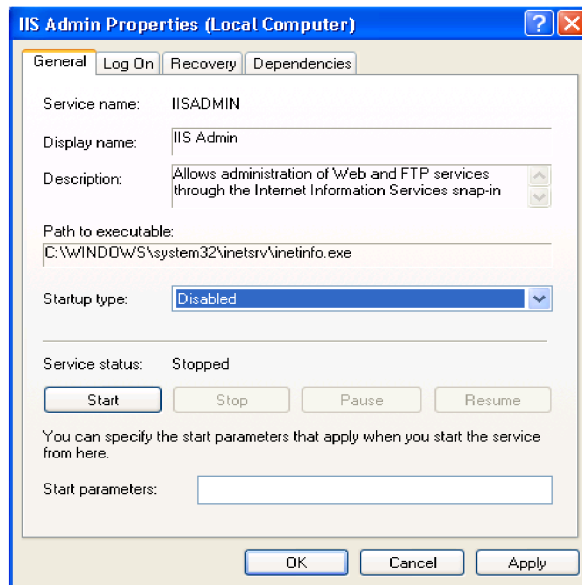 IIS Admin Properties (Local Computer)
General Log On Recovery Dependencies
Service name: IISADMIN
Display name: IIS Admin
Description: Allows administration of Web and FTP services
through the Internet Information Services snap-in
Path to executable:
C:\WINDOWS\system32\inetsrv\inetinfo.exe
Startup type: Disabled
Service status: Stopped
Start Stop Pause Resume
You can specify the start parameters that apply when you start the service
from here.
Start parameters:
OK Cancel Apply